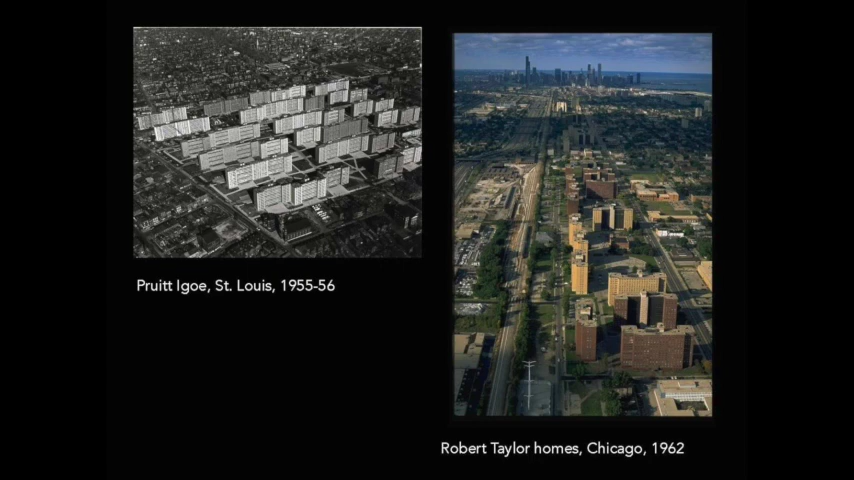 Pruitt Igoe, St. Louis, 1955-56
Robert Taylor homes, Chicago, 1962